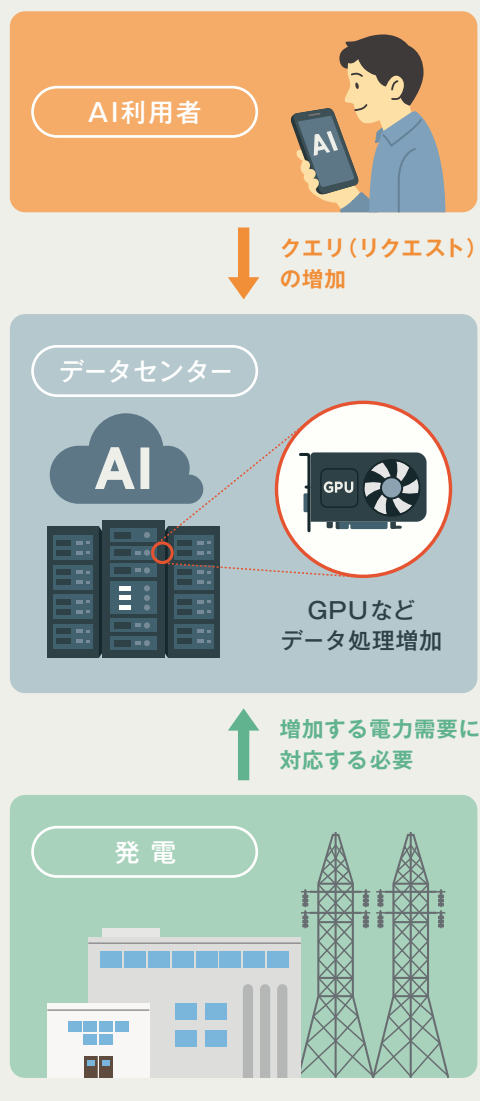 AI利用者
AI
クエリ(リクエスト)
の増加
データセンター
AI
GPU
GPUなど
データ処理増加
増加する電力需要に
対応する必要
発 電